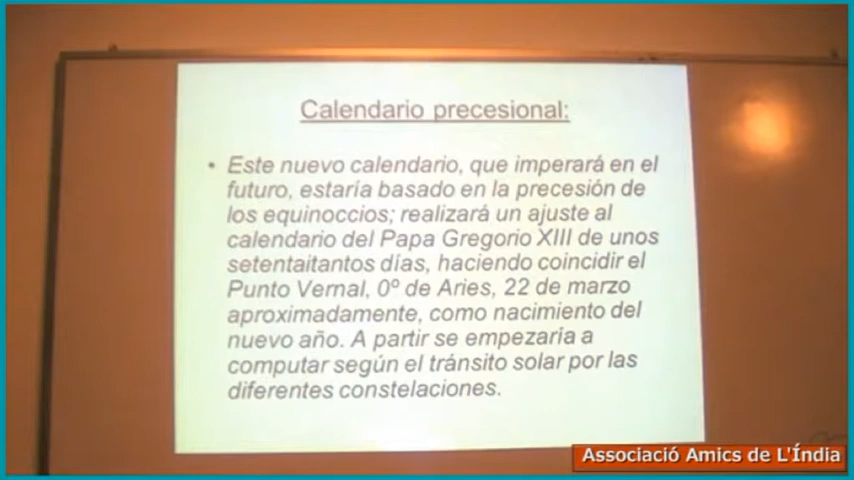 Calendario precesional:
• Este nuevo calendario, que imperará en el
futuro, estaría basado en la precesión de
los equinoccios; realizará un ajuste al
calendario del Papa Gregorio XIII de unos
setentaitantos días, haciendo coincidir el
Punto Vernal, 0º de Aries, 22 de marzo
aproximadamente, como nacimiento del
nuevo año. A partir se empezaría a
computar según el tránsito solar por las
diferentes constelaciones.
Associació Amics de L'Índia